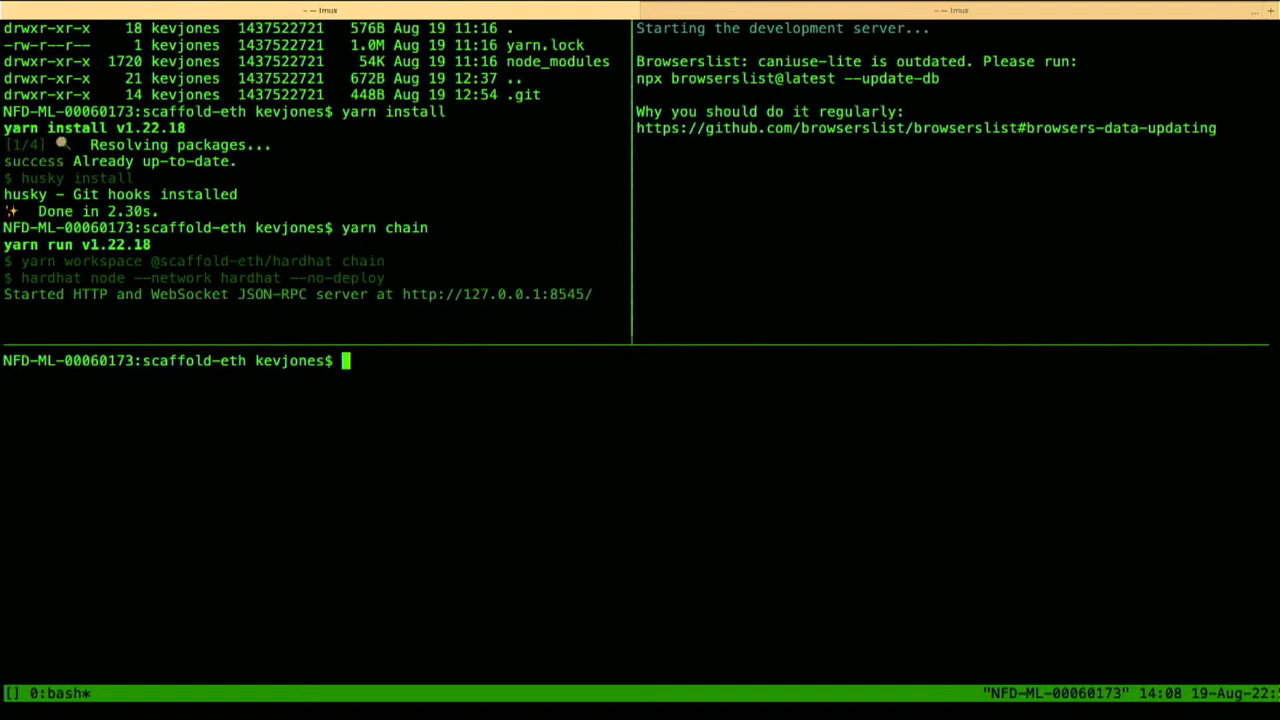 ~ — tmux
~ — tmux
... +
drwxr-xr-x 18 kevjones 1437522721 576B Aug 19 11:16 .
-rw-r--r-- 1 kevjones 1437522721 1.0M Aug 19 11:16 yarn.lock
drwxr-xr-x 1720 kevjones 1437522721 54K Aug 19 11:16 node_modules
drwxr-xr-x 21 kevjones 1437522721 672B Aug 19 12:37 ..
drwxr-xr-x 14 kevjones 1437522721 448B Aug 19 12:54 .git
NFD-ML-00060173:scaffold-eth kevjones$ yarn install
yarn install v1.22.18
[1/4] 🔍 Resolving packages...
success Already up-to-date.
$ husky install
husky - Git hooks installed
✨ Done in 2.30s.
NFD-ML-00060173:scaffold-eth kevjones$ yarn chain
yarn run v1.22.18
$ yarn workspace @scaffold-eth/hardhat chain
$ hardhat node --network hardhat --no-deploy
Started HTTP and WebSocket JSON-RPC server at http://127.0.0.1:8545/
Starting the development server...
Browserslist: caniuse-lite is outdated. Please run:
npx browserslist@latest --update-db
Why you should do it regularly:
https://github.com/browserslist/browserslist#browsers-data-updating
NFD-ML-00060173:scaffold-eth kevjones$
[] 0:bash*
"NFD-ML-00060173" 14:08 19-Aug-22